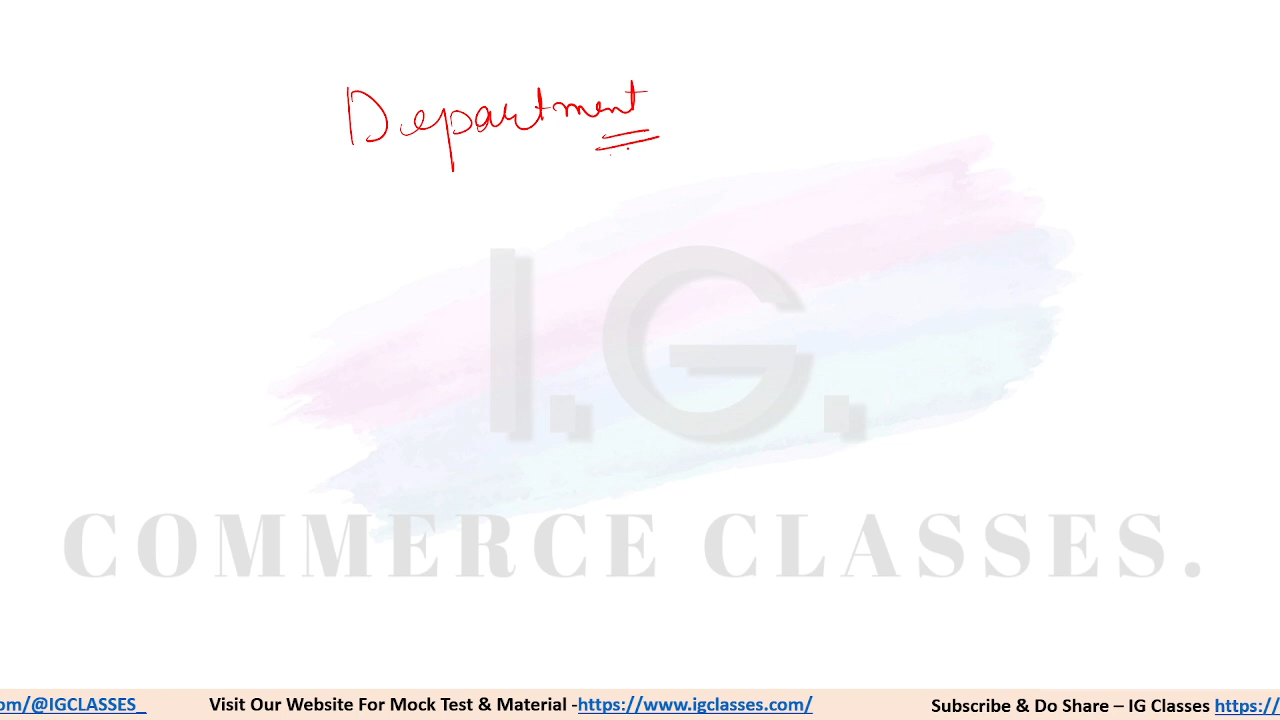 Department
I.G.
COMMERCE CLASSES.
om/@IGCLASSES_ Visit Our Website For Mock Test & Material -https://www.igclasses.com/ Subscribe & Do Share – IG Classes https://